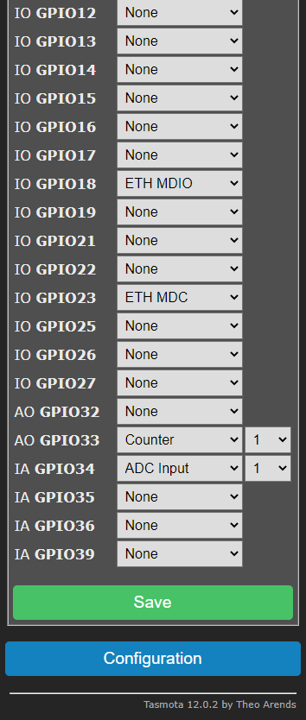 IO GPIO12 None
IO GPIO13 None
IO GPIO14 None
IO GPIO15 None
IO GPIO16 None
IO GPIO17 None
IO GPIO18 ETH MDIO
IO GPIO19 None
IO GPIO21 None
IO GPIO22 None
IO GPIO23 ETH MDC
IO GPIO25 None
IO GPIO26 None
IO GPIO27 None
AO GPIO32 None
AO GPIO33 Counter 1
IA GPIO34 ADC Input 1
IA GPIO35 None
IA GPIO36 None
IA GPIO39 None
Save
Configuration
Tasmota 12.0.2 by Theo Arends